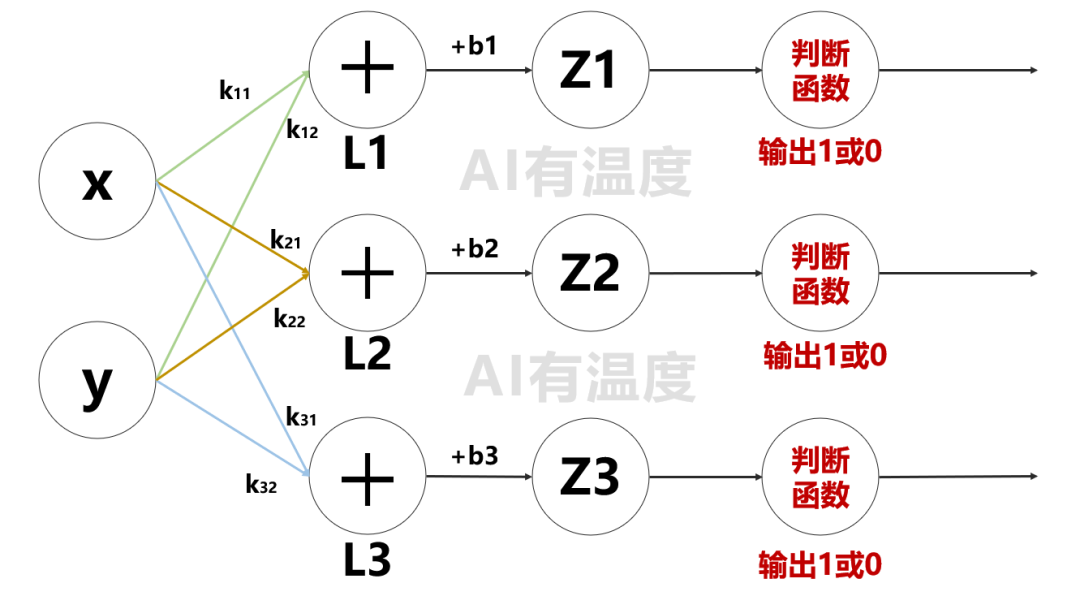 x
y
k11
k12
k21
k22
k31
k32
+
L1
+b1
Z1
判断
函数
输出1或0
AI有温度
+
L2
+b2
Z2
判断
函数
输出1或0
AI有温度
+
L3
+b3
Z3
判断
函数
输出1或0